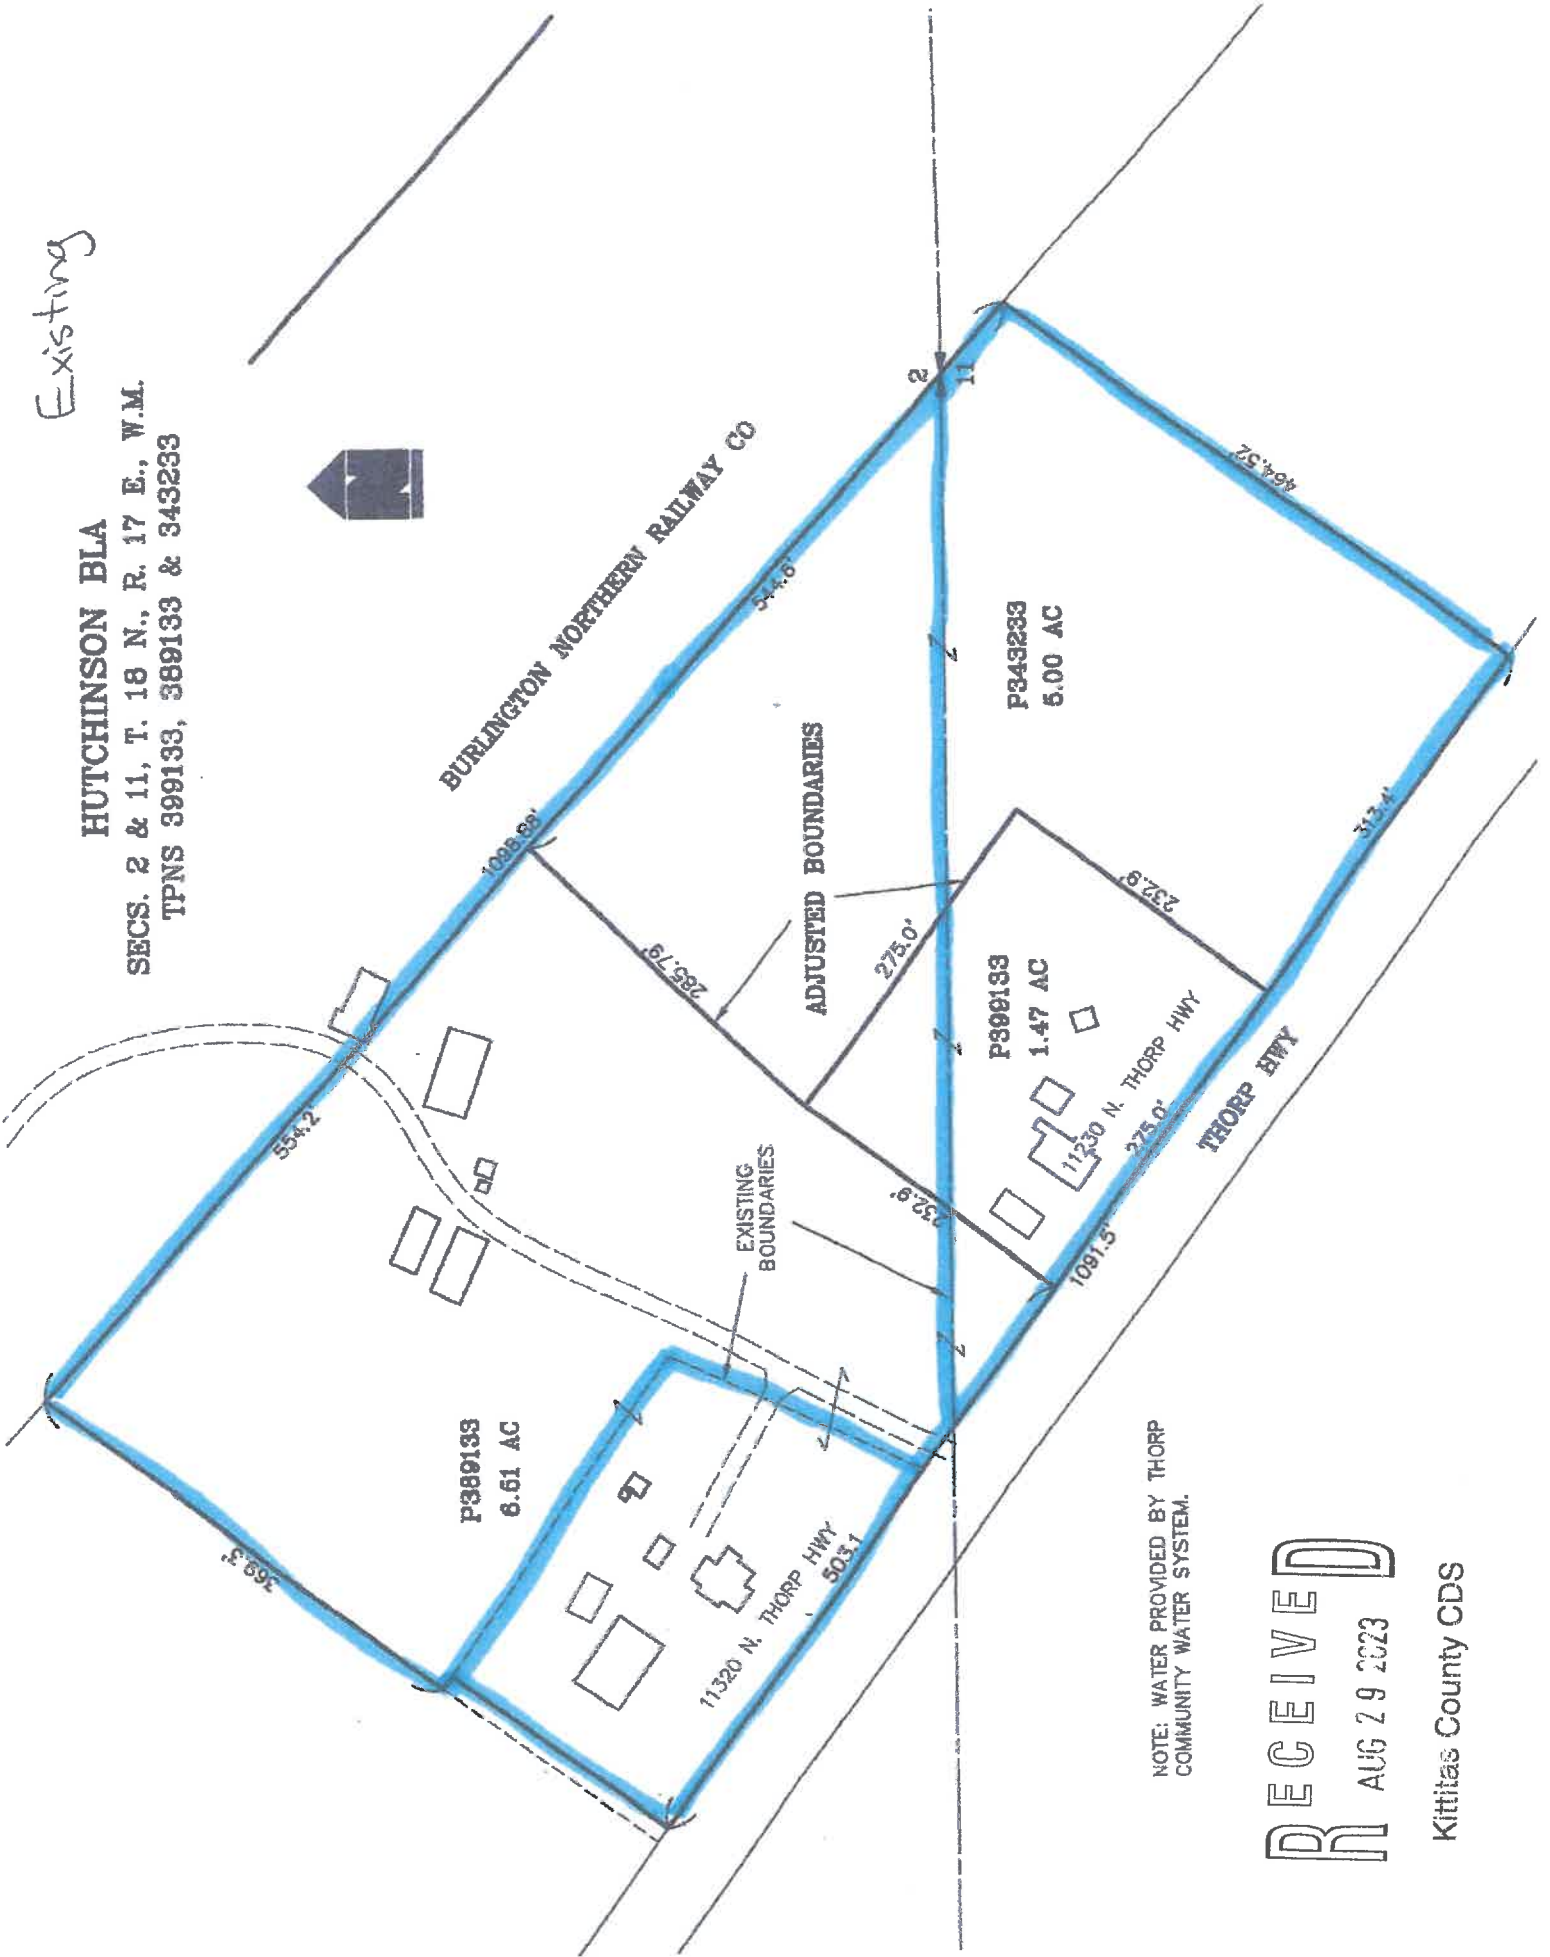 Existing
HUTCHINSON BLA
SECS. 2 & 11, T. 18 N., R. 17 E., W.M.
TPNS 399133, 389133 & 343233
N
BURLINGTON NORTHERN RAILWAY CO
554.2'
1098.88'
544.6'
2
11
369.3'
P389133
6.61 AC
EXISTING
BOUNDARIES
285.79'
ADJUSTED BOUNDARIES
275.0'
232.9'
232.9'
P343233
5.00 AC
464.52
P399133
1.47 AC
11230 N. THORP HWY
275.0'
313.4'
11320 N. THORP HWY
503.1
1091.5'
THORP HWY
Z
Z
Z
Z
NOTE: WATER PROVIDED BY THORP
COMMUNITY WATER SYSTEM.
RECEIVED
AUG 29 2023
Kittitas County CDS